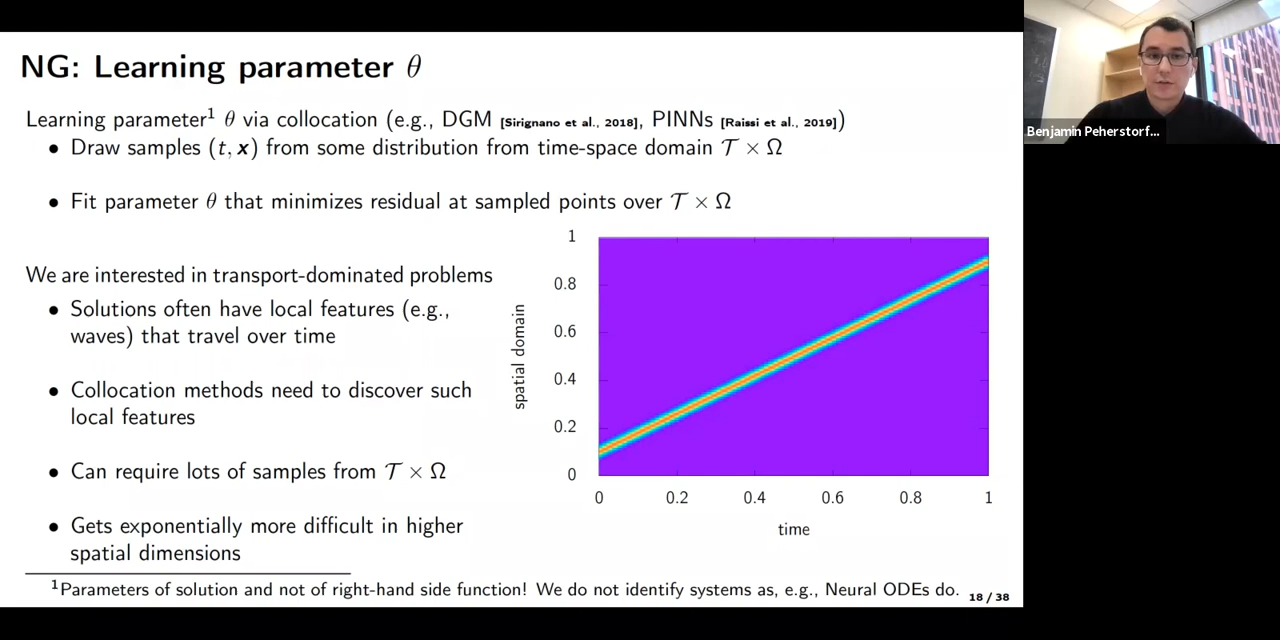 NG: Learning parameter θ
Learning parameter¹ θ via collocation (e.g., DGM [Sirignano et al., 2018], PINNs [Raissi et al., 2019])
• Draw samples (t, x) from some distribution from time-space domain 𝒯 × Ω
• Fit parameter θ that minimizes residual at sampled points over 𝒯 × Ω
We are interested in transport-dominated problems
• Solutions often have local features (e.g.,
waves) that travel over time
• Collocation methods need to discover such
local features
• Can require lots of samples from 𝒯 × Ω
• Gets exponentially more difficult in higher
spatial dimensions
1
0.8
0.6
0.4
0.2
0
spatial domain
0 0.2 0.4 0.6 0.8 1
time
¹Parameters of solution and not of right-hand side function! We do not identify systems as, e.g., Neural ODEs do.
18 / 38
Benjamin Peherstorf...